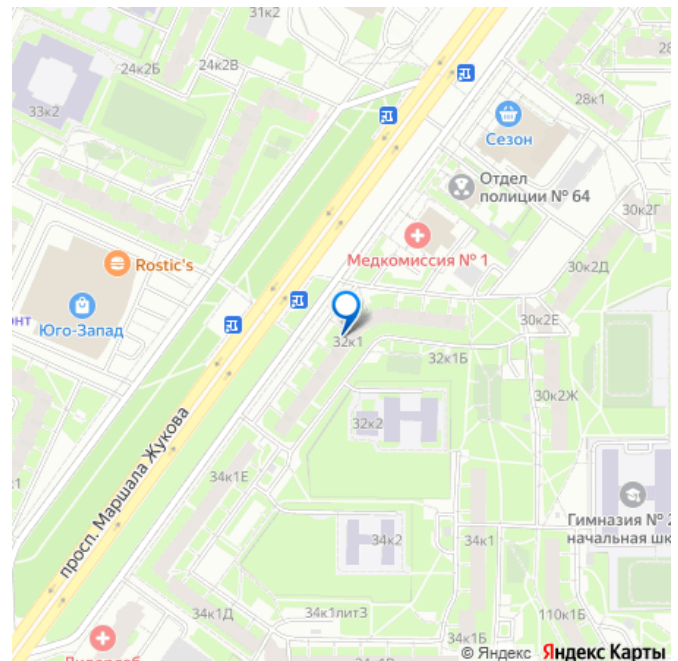 31к2
24к2Б
24к2В
33к2
28к1
Сезон
Отдел
полиции № 64
30к2Г
Rostic's
Медкомиссия № 1
30к2Д
Юго-Запад
30к2Е
32к1
32к1Б
30к2Ж
32к2
просп. Маршала Жукова
34к1Е
Гимназия №
начальная шк
34к2
34к1
34к1Д
34к1лит3
110к1Б
34к1Б
© Яндекс Яндекс Карты